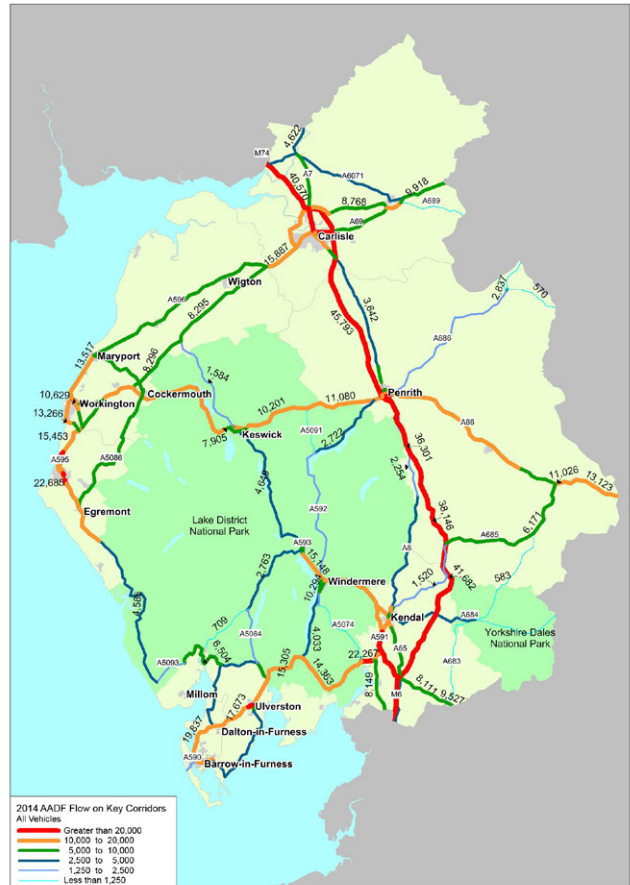 4,622
M74
A7
A6071
40,570
9,918
8,766
A689
A69
Carlisle
15,887
2,837
570
Wigton
3,642
A596
8,295
45,793
A686
13,517
8,296
Maryport
1,584
10,629
Workington
Cockermouth
11,080
Penrith
10,201
13,266
7,905
Keswick
A5091
2,722
A66
15,453
A5086
36,301
A595
4,648
2,254
11,026
13,123
22,685
38,146
Egremont
A592
6,171
Lake District
National Park
A593
A685
15,146
A6
2,763
Windermere
10,294
1,520
41,682
583
4,586
709
A5074
Kendal
A684
A5084
4,033
A591
Yorkshire Dales
National Park
A5093
6,504
15,305
22,267
A65
A683
14,363
Millom
8,149
8,111
9,527
17,673
M6
Ulverston
19,837
Dalton-in-Furness
A590
Barrow-in-Furness
2014 AADF Flow on Key Corridors
All Vehicles
Greater than 20,000
10,000 to 20,000
5,000 to 10,000
2,500 to 5,000
1,250 to 2,500
Less than 1,250